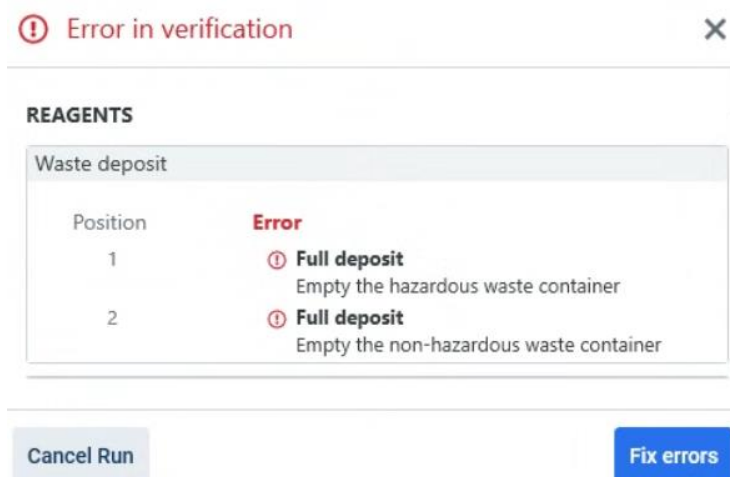 Error in verification
REAGENTS
Waste deposit
Position Error
1 Full deposit
Empty the hazardous waste container
2 Full deposit
Empty the non-hazardous waste container
Cancel Run Fix errors